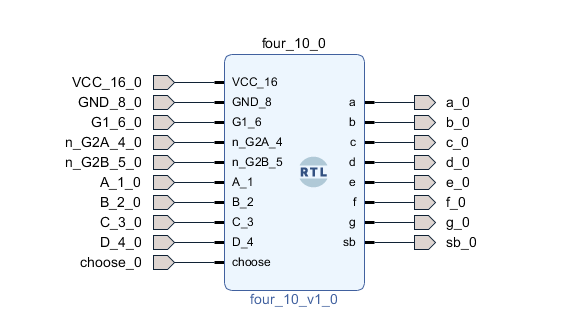 four_10_0
VCC_16_0 VCC_16
GND_8_0 GND_8 a a_0
G1_6_0 G1_6 b b_0
n_G2A_4_0 n_G2A_4 c c_0
n_G2B_5_0 n_G2B_5 d d_0
RTL
A_1_0 A_1 e e_0
B_2_0 B_2 f f_0
C_3_0 C_3 g g_0
D_4_0 D_4 sb sb_0
choose_0 choose
four_10_v1_0